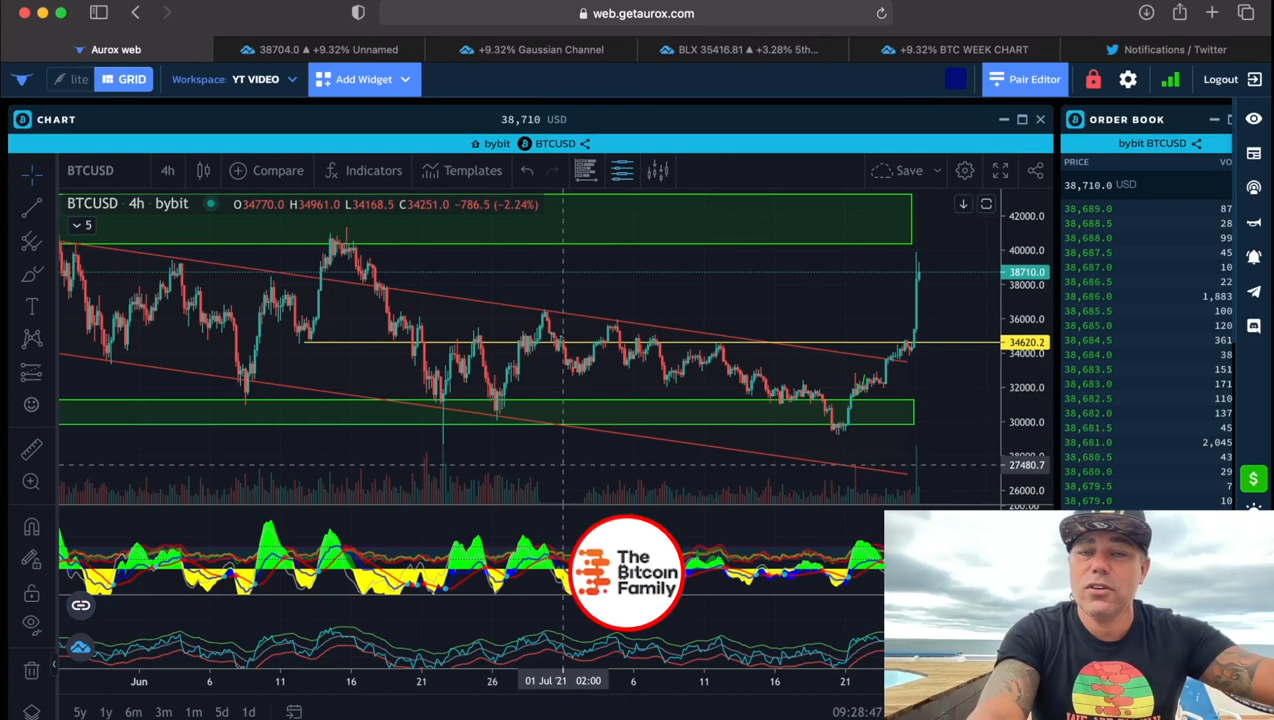 web.getaurox.com
Aurox web
38704.0 ▲ +9.32% Unnamed
+9.32% Gaussian Channel
BLX 35416.81 ▲ +3.28% 5th...
+9.32% BTC WEEK CHART
Notifications / Twitter
lite
GRID
Workspace: YT VIDEO
Add Widget
Pair Editor
Logout
CHART
38,710 USD
ORDER BOOK
bybit BTCUSD
bybit BTCUSD
BTCUSD
4h
Compare
Indicators
Templates
Save
PRICE
VO
38,710.0 USD
BTCUSD • 4h • bybit
O34770.0 H34961.0 L34168.5 C34251.0 -786.5 (-2.24%)
5
42000.0
40000.0
38710.0
38000.0
36000.0
34620.2
34000.0
32000.0
30000.0
27480.7
26000.0
200.00
38,689.0 87
38,688.5 28
38,688.0 99
38,687.5 45
38,687.0 10
38,686.5 22
38,686.0 1,883
38,685.5 100
38,685.0 120
38,684.5 361
38,684.0 38
38,683.5 151
38,683.0 171
38,682.5 110
38,682.0 137
38,681.5 45
38,681.0 2,045
38,680.5 43
38,680.0 29
38,679.5 7
38,679.0 10
The
Bitcoin
Family
Jun
6
11
16
21
26
01 Jul '21 02:00
6
11
16
21
5y
1y
6m
3m
1m
5d
1d
09:28:47